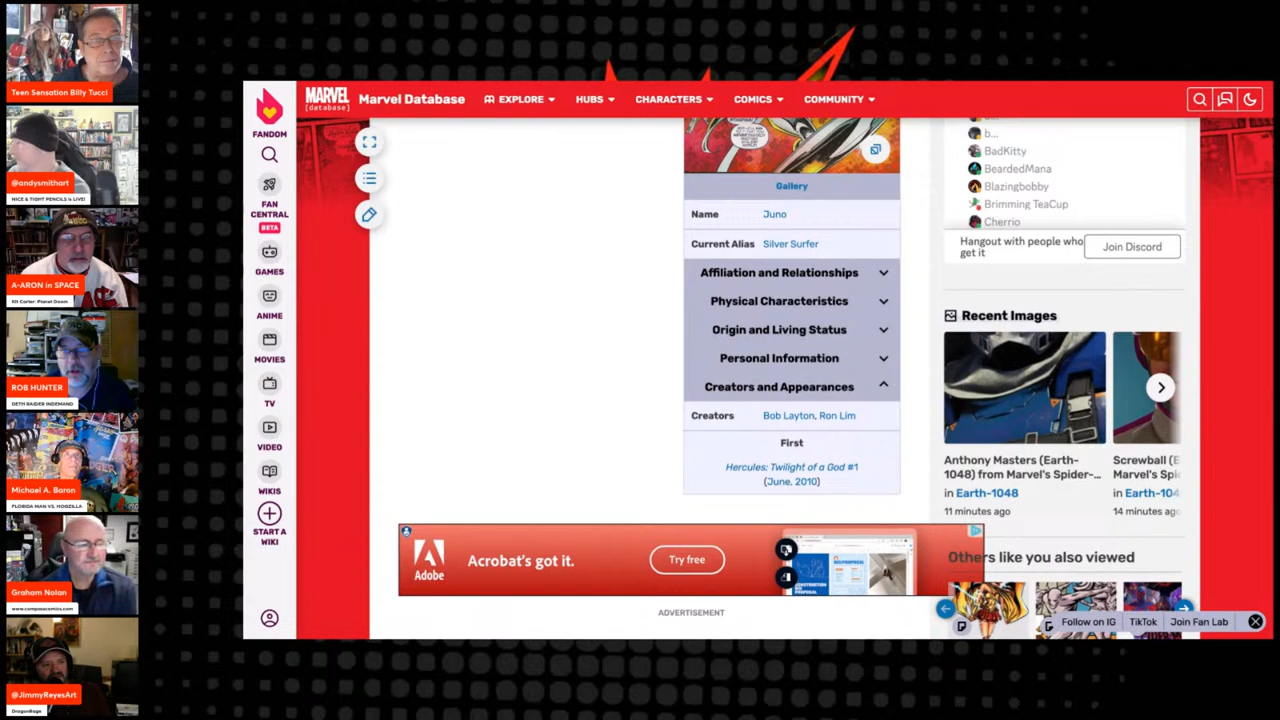 Teen Sensation Billy Tucci
@andysmithart
NICE & TIGHT PENCILS is LIVE!
A-ARON in SPACE
Kit Carter: Planet Doom
ROB HUNTER
DETH RAIDER INDEMAND
Michael A. Baron
FLORIDA MAN VS. HOGZILLA
Graham Nolan
www.compasscomics.com
@JimmyReyesArt
DragonRage
FANDOM
FAN
CENTRAL
BETA
GAMES
ANIME
MOVIES
TV
VIDEO
WIKIS
START A
WIKI
MARVEL
[database]
Marvel Database
EXPLORE
HUBS
CHARACTERS
COMICS
COMMUNITY
Gallery
Name Juno
Current Alias Silver Surfer
Affiliation and Relationships
Physical Characteristics
Origin and Living Status
Personal Information
Creators and Appearances
Creators Bob Layton, Ron Lim
First
Hercules: Twilight of a God #1
(June, 2010)
b...
BadKitty
BeardedMana
Blazingbobby
Brimming TeaCup
Cherrio
Hangout with people who
get it
Join Discord
Recent Images
Anthony Masters (Earth-
1048) from Marvel's Spider-...
in Earth-1048
11 minutes ago
Screwball (E
Marvel's Spi
in Earth-104
14 minutes ago
Others like you also viewed
Adobe
Acrobat's got it.
Try free
ADVERTISEMENT
Follow on IG
TikTok
Join Fan Lab